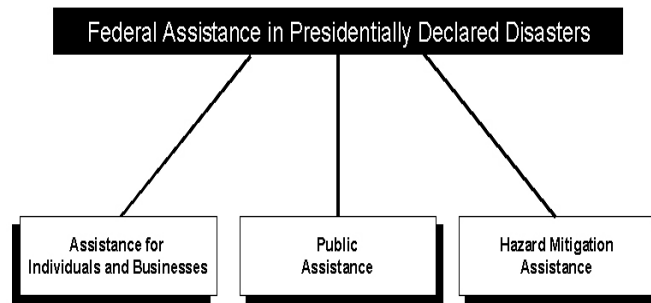 Federal Assistance in Presidentially Declared Disasters
Assistance for
Individuals and Businesses
Public
Assistance
Hazard Mitigation
Assistance